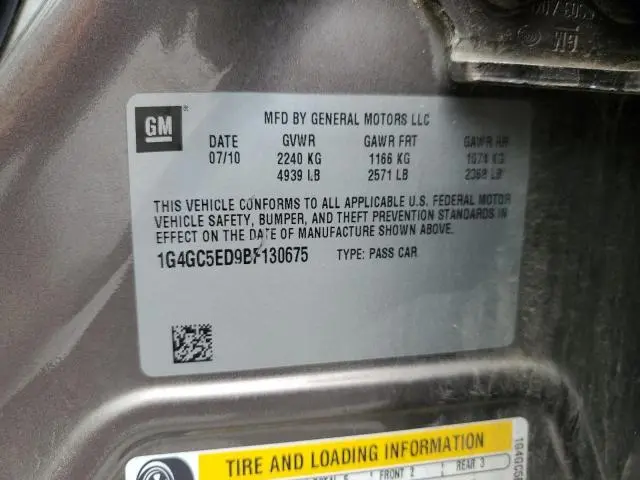 GM
MFD BY GENERAL MOTORS LLC
DATE GVWR GAWR FRT GAWR RR
07/10 2240 KG 1166 KG 1074 KG
4939 LB 2571 LB 2368 LB
THIS VEHICLE CONFORMS TO ALL APPLICABLE U.S. FEDERAL MOTOR
VEHICLE SAFETY, BUMPER, AND THEFT PREVENTION STANDARDS IN
EFFECT ON THE DATE OF MANUFACTURE SHOWN ABOVE.
1G4GC5ED9BF130675 TYPE: PASS CAR
TIRE AND LOADING INFORMATION
FRONT 2 REAR 3
1G4GC5